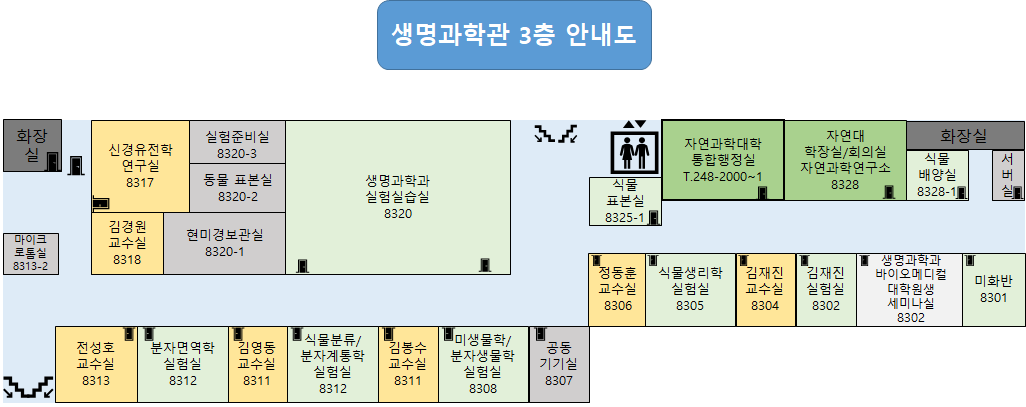 생명과학관 3층 안내도
화장
실
신경유전학
연구실
8317
실험준비실
8320-3
동물 표본실
8320-2
생명과학과
실험실습실
8320
김경원
교수실
8318
현미경보관실
8320-1
마이크
로톰실
8313-2
자연과학대학
통합행정실
T.248-2000~1
자연대
학장실/회의실
자연과학연구소
8328
화장실
식물
배양실
8328-1
서
버
실
식물
표본실
8325-1
정동훈
교수실
8306
식물생리학
실험실
8305
김재진
교수실
8304
김재진
실험실
8302
생명과학과
바이오메디컬
대학원생
세미나실
8302
미화반
8301
전성호
교수실
8313
분자면역학
실험실
8312
김영동
교수실
8311
식물분류/
분자계통학
실험실
8312
김봉수
교수실
8311
미생물학/
분자생물학
실험실
8308
공동
기기실
8307